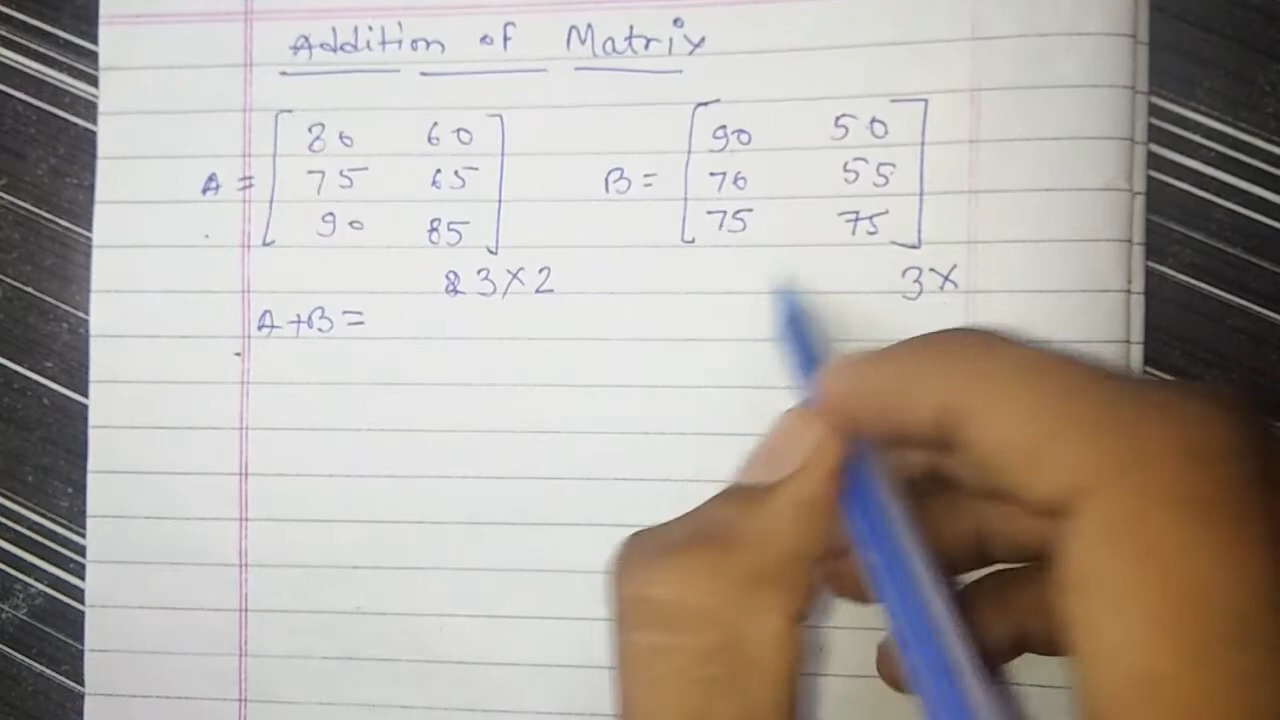 Addition of Matrix
80 60 90 50
A = 75 65 B = 70 55
90 85 75 75
3×2 3×
A+B=